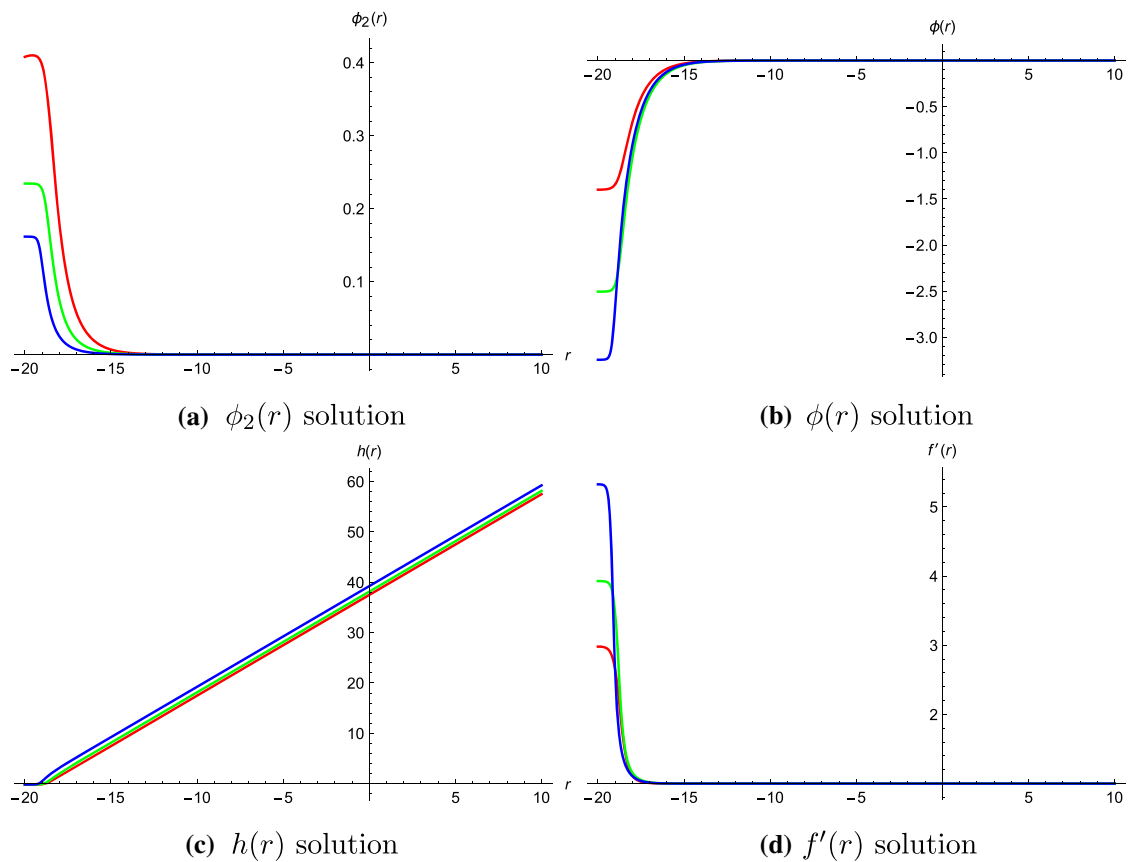 ϕ₂(r)
0.4
0.3
0.2
0.1
−20 −15 −10 −5 5 10 r
(a) ϕ₂(r) solution
ϕ(r)
−20 −15 −10 −5 5 10 r
−0.5
−1.0
−1.5
−2.0
−2.5
−3.0
(b) ϕ(r) solution
h(r)
60
50
40
30
20
10
−20 −15 −10 −5 5 10 r
(c) h(r) solution
f′(r)
5
4
3
2
−20 −15 −10 −5 5 10 r
(d) f′(r) solution